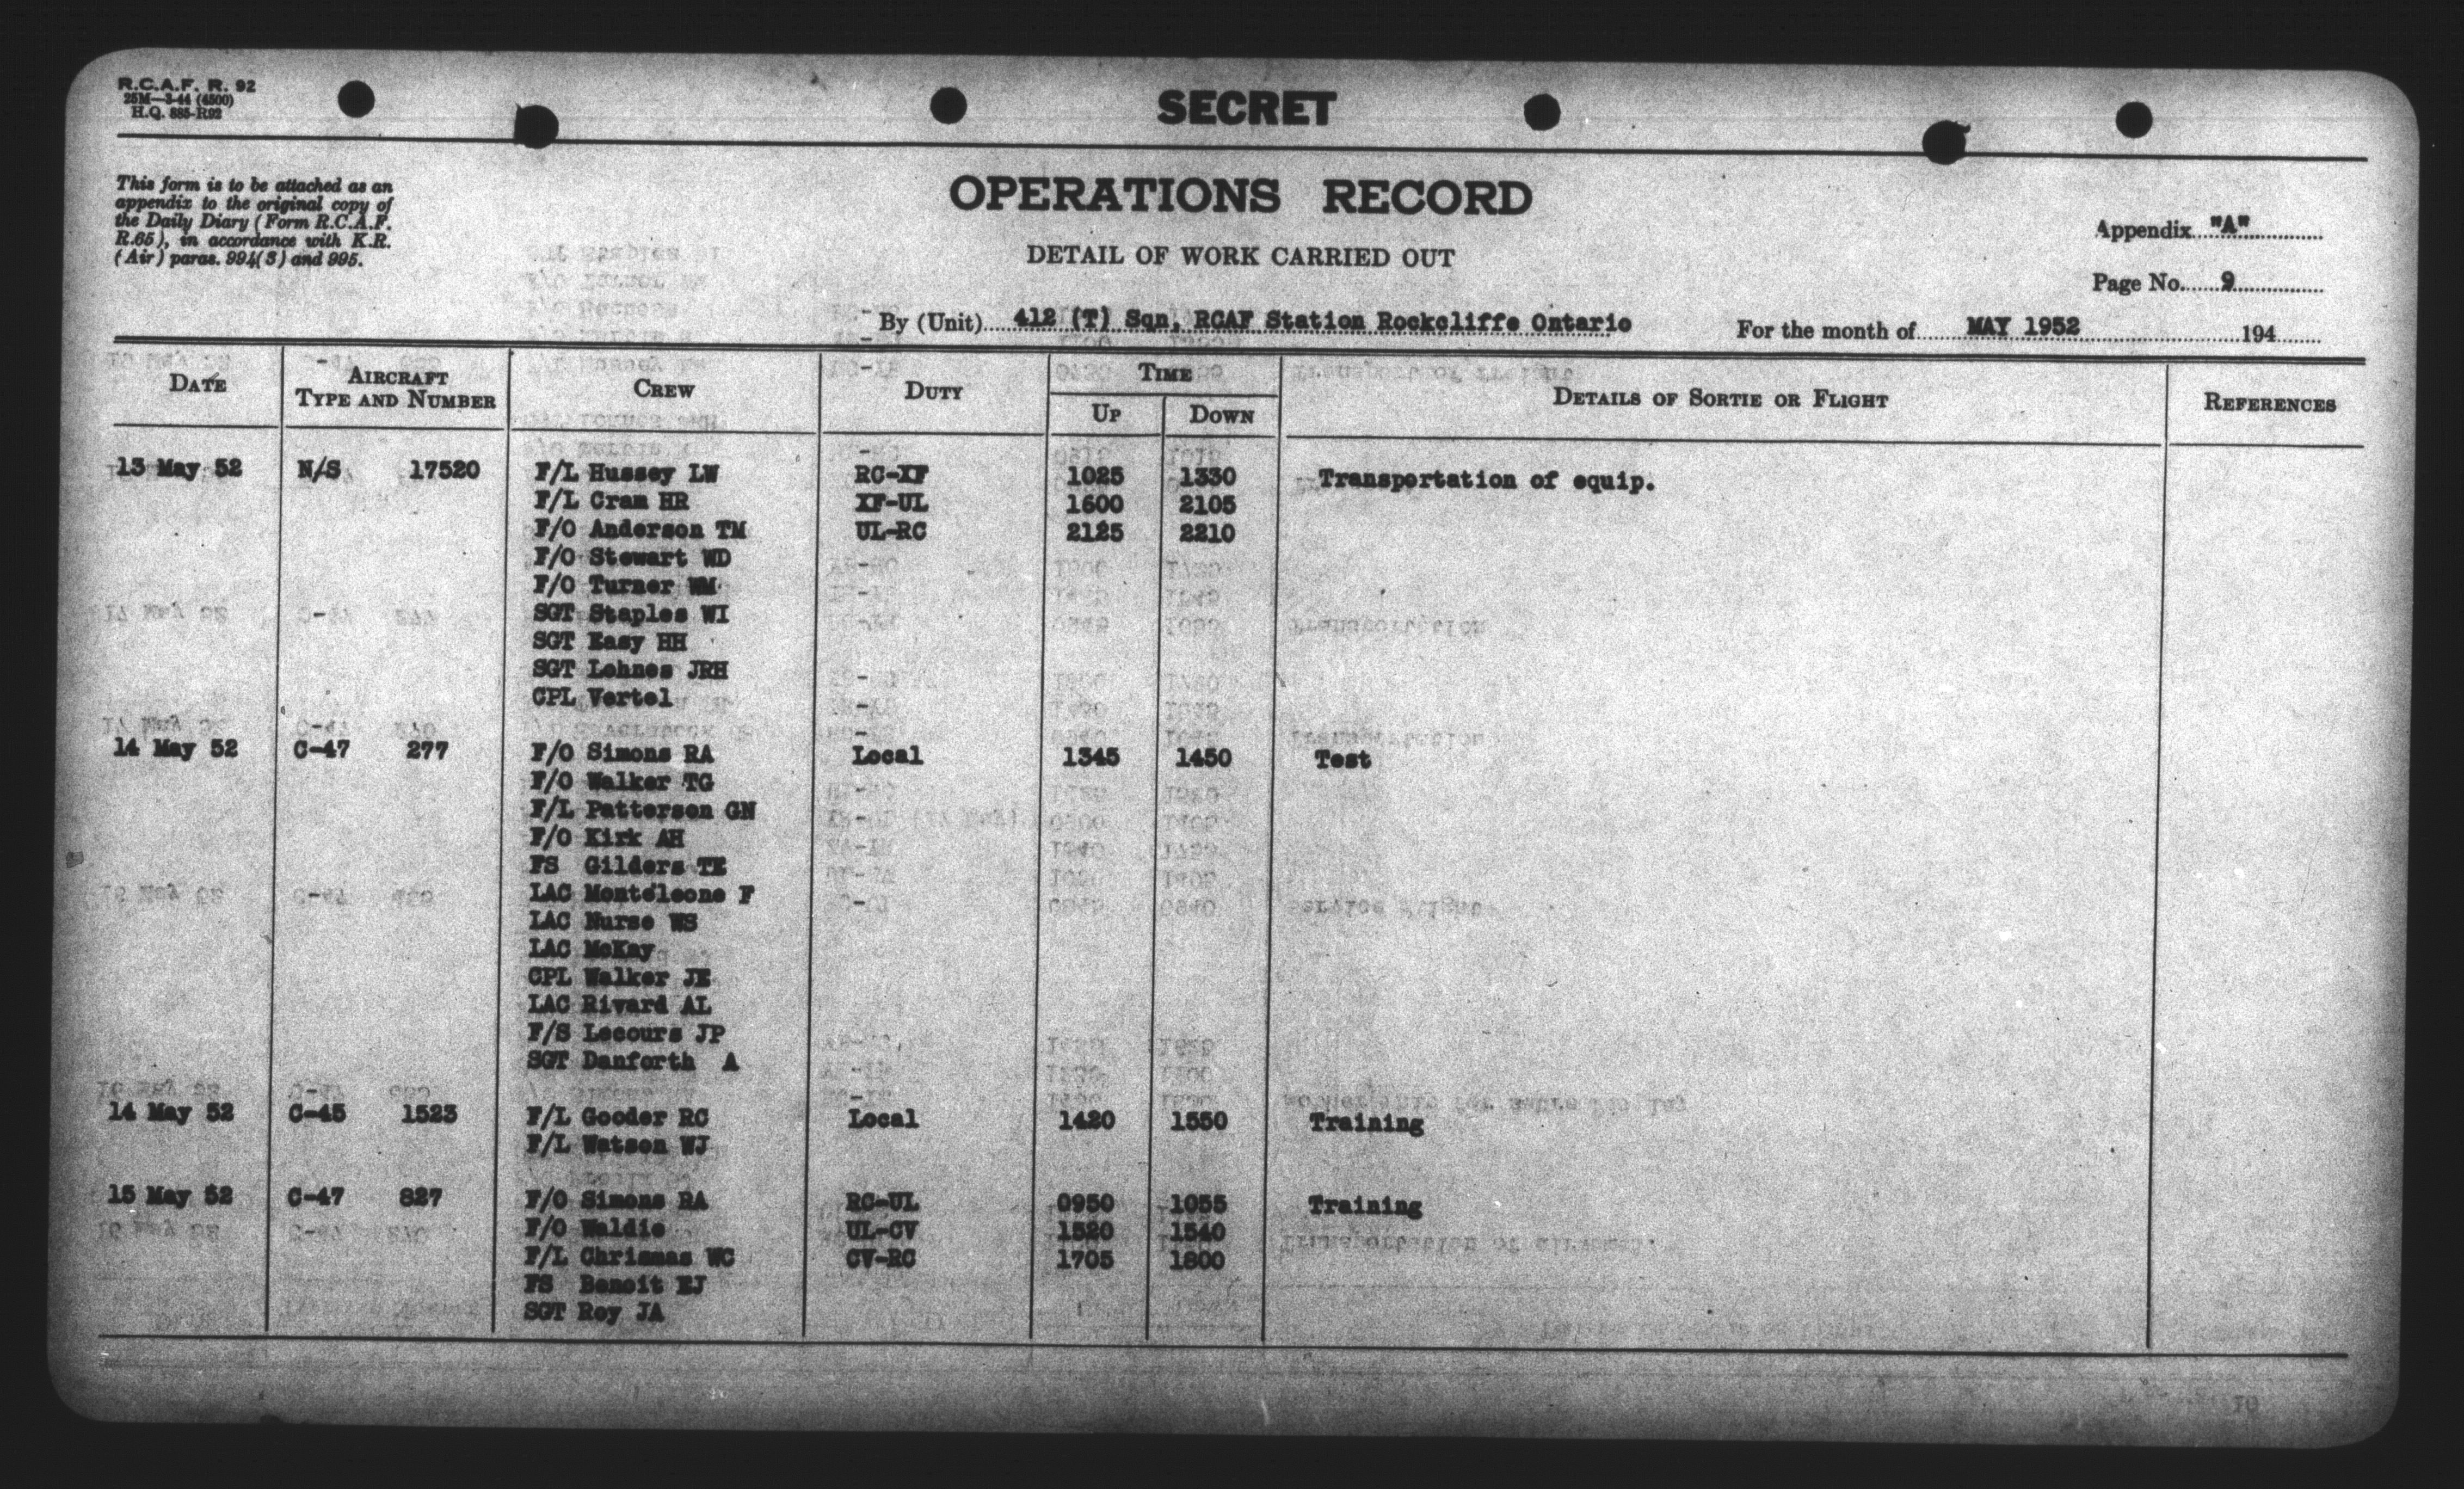 R.C.A.F. R. 92
25M—3-44 (4500)
H.Q. 885-R92
SECRET
This form is to be attached as an
appendix to the original copy of
the Daily Diary (Form R.C.A.F.
R.65), in accordance with K.R.
(Air) paras. 994(3) and 995.
OPERATIONS RECORD
DETAIL OF WORK CARRIED OUT
Appendix "A"
Page No. 9
By (Unit) 412 (T) Sqn, RCAF Station Rockcliffe Ontario For the month of MAY 1952 194
DATE AIRCRAFT TYPE AND NUMBER CREW DUTY TIME UP DOWN DETAILS OF SORTIE OR FLIGHT REFERENCES
13 May 52 N/S 17520 F/L Hussey LW RC-XF 1025 1330 Transportation of equip.
F/L Cram HR XF-UL 1600 2105
F/O Anderson TM UL-RC 2125 2210
F/O Stewart WD
F/O Turner WM
SGT Staples WI
SGT Easy HH
SGT Lohnes JRH
CPL Vertel
14 May 52 C-47 277 F/O Simons RA Local 1345 1450 Test
F/O Walker TG
F/L Patterson GN
F/O Kirk AH
FS Gilders TE
LAC Monteleone F
LAC Nurse WS
LAC McKay
CPL Walker JE
LAC Rivard AL
F/S Lecours JP
SGT Danforth A
14 May 52 C-45 1523 F/L Gooder RC Local 1420 1550 Training
F/L Watson WJ
15 May 52 C-47 827 F/O Simons RA RC-UL 0950 1055 Training
F/O Waldie UL-CV 1520 1540
F/L Chrismas WC CV-RC 1705 1800
FS Benoit EJ
SGT Roy JA